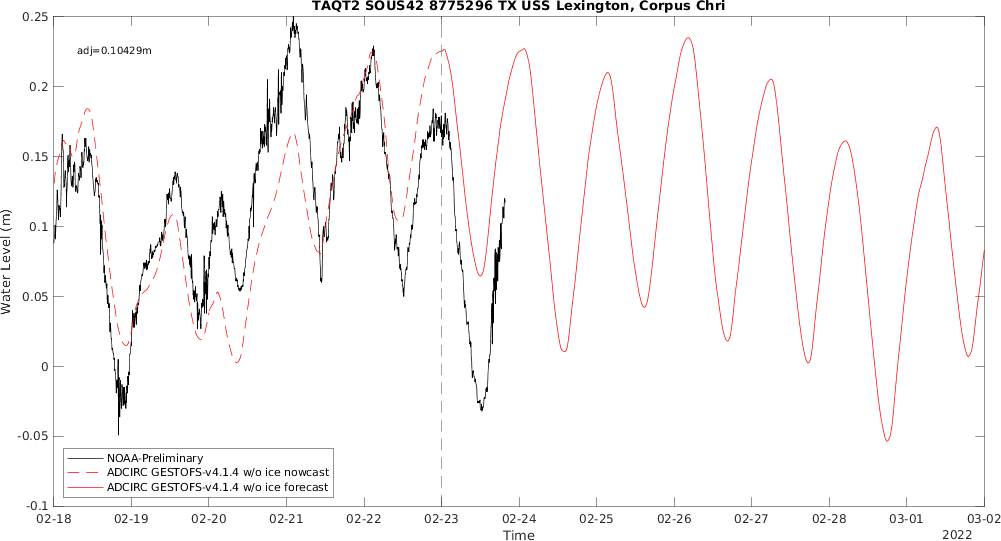 TAQT2 SOUS42 8775296 TX USS Lexington, Corpus Chri
adj=0.10429m
0.25
0.2
0.15
0.1
0.05
0
-0.05
-0.1
Water Level (m)
NOAA-Preliminary
ADCIRC GESTOFS-v4.1.4 w/o ice nowcast
ADCIRC GESTOFS-v4.1.4 w/o ice forecast
02-18 02-19 02-20 02-21 02-22 02-23 02-24 02-25 02-26 02-27 02-28 03-01 03-02
Time
2022